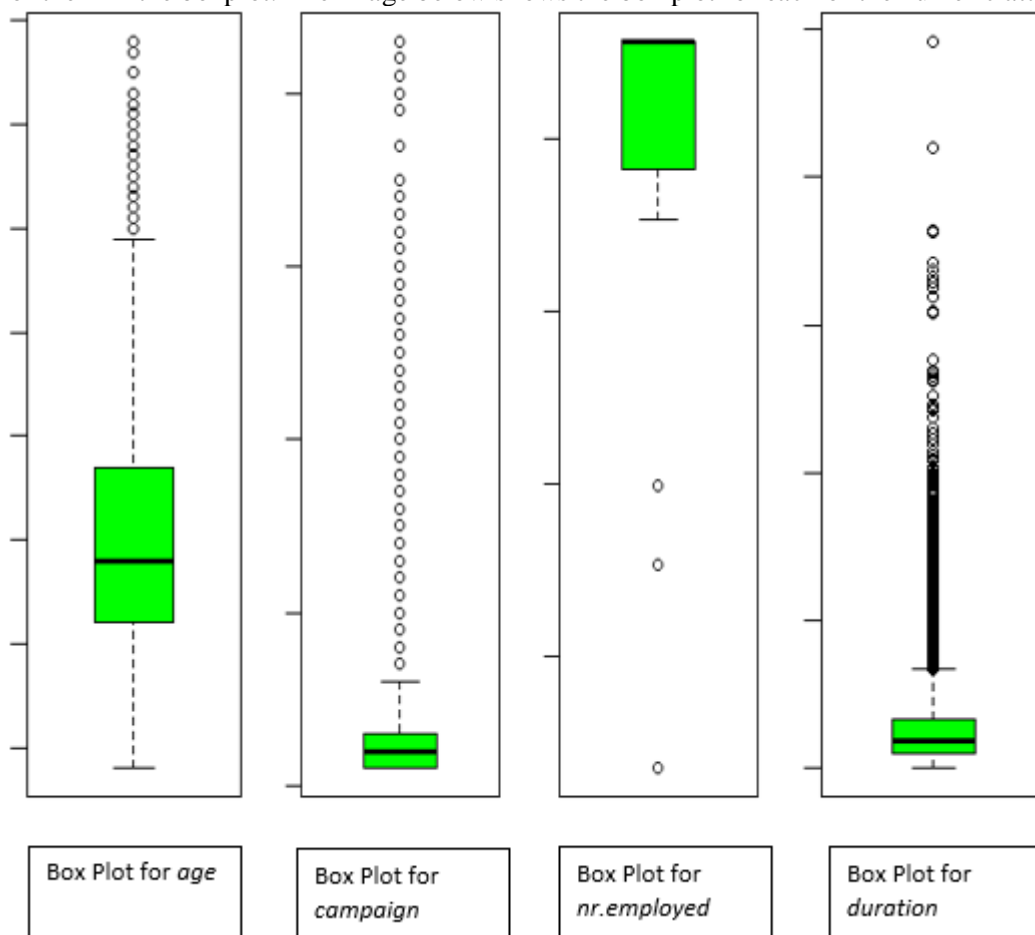 Box Plot for age
Box Plot for
campaign
Box Plot for
nr.employed
Box Plot for
duration